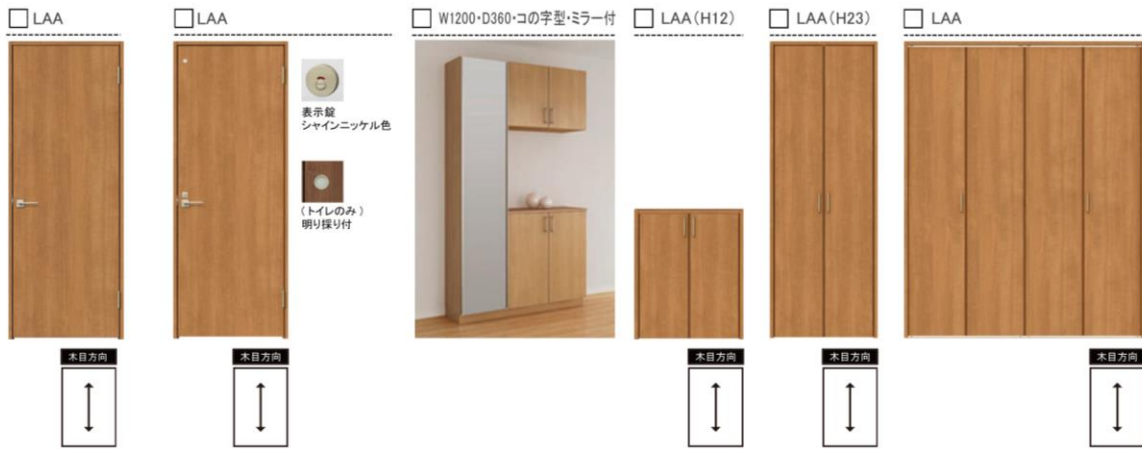 LAA
LAA
W1200・D360・コの字型・ミラー付
LAA(H12)
LAA(H23)
LAA
表示錠
シャインニッケル色
(トイレのみ)
明り採り付
木目方向
木目方向
木目方向
木目方向
木目方向